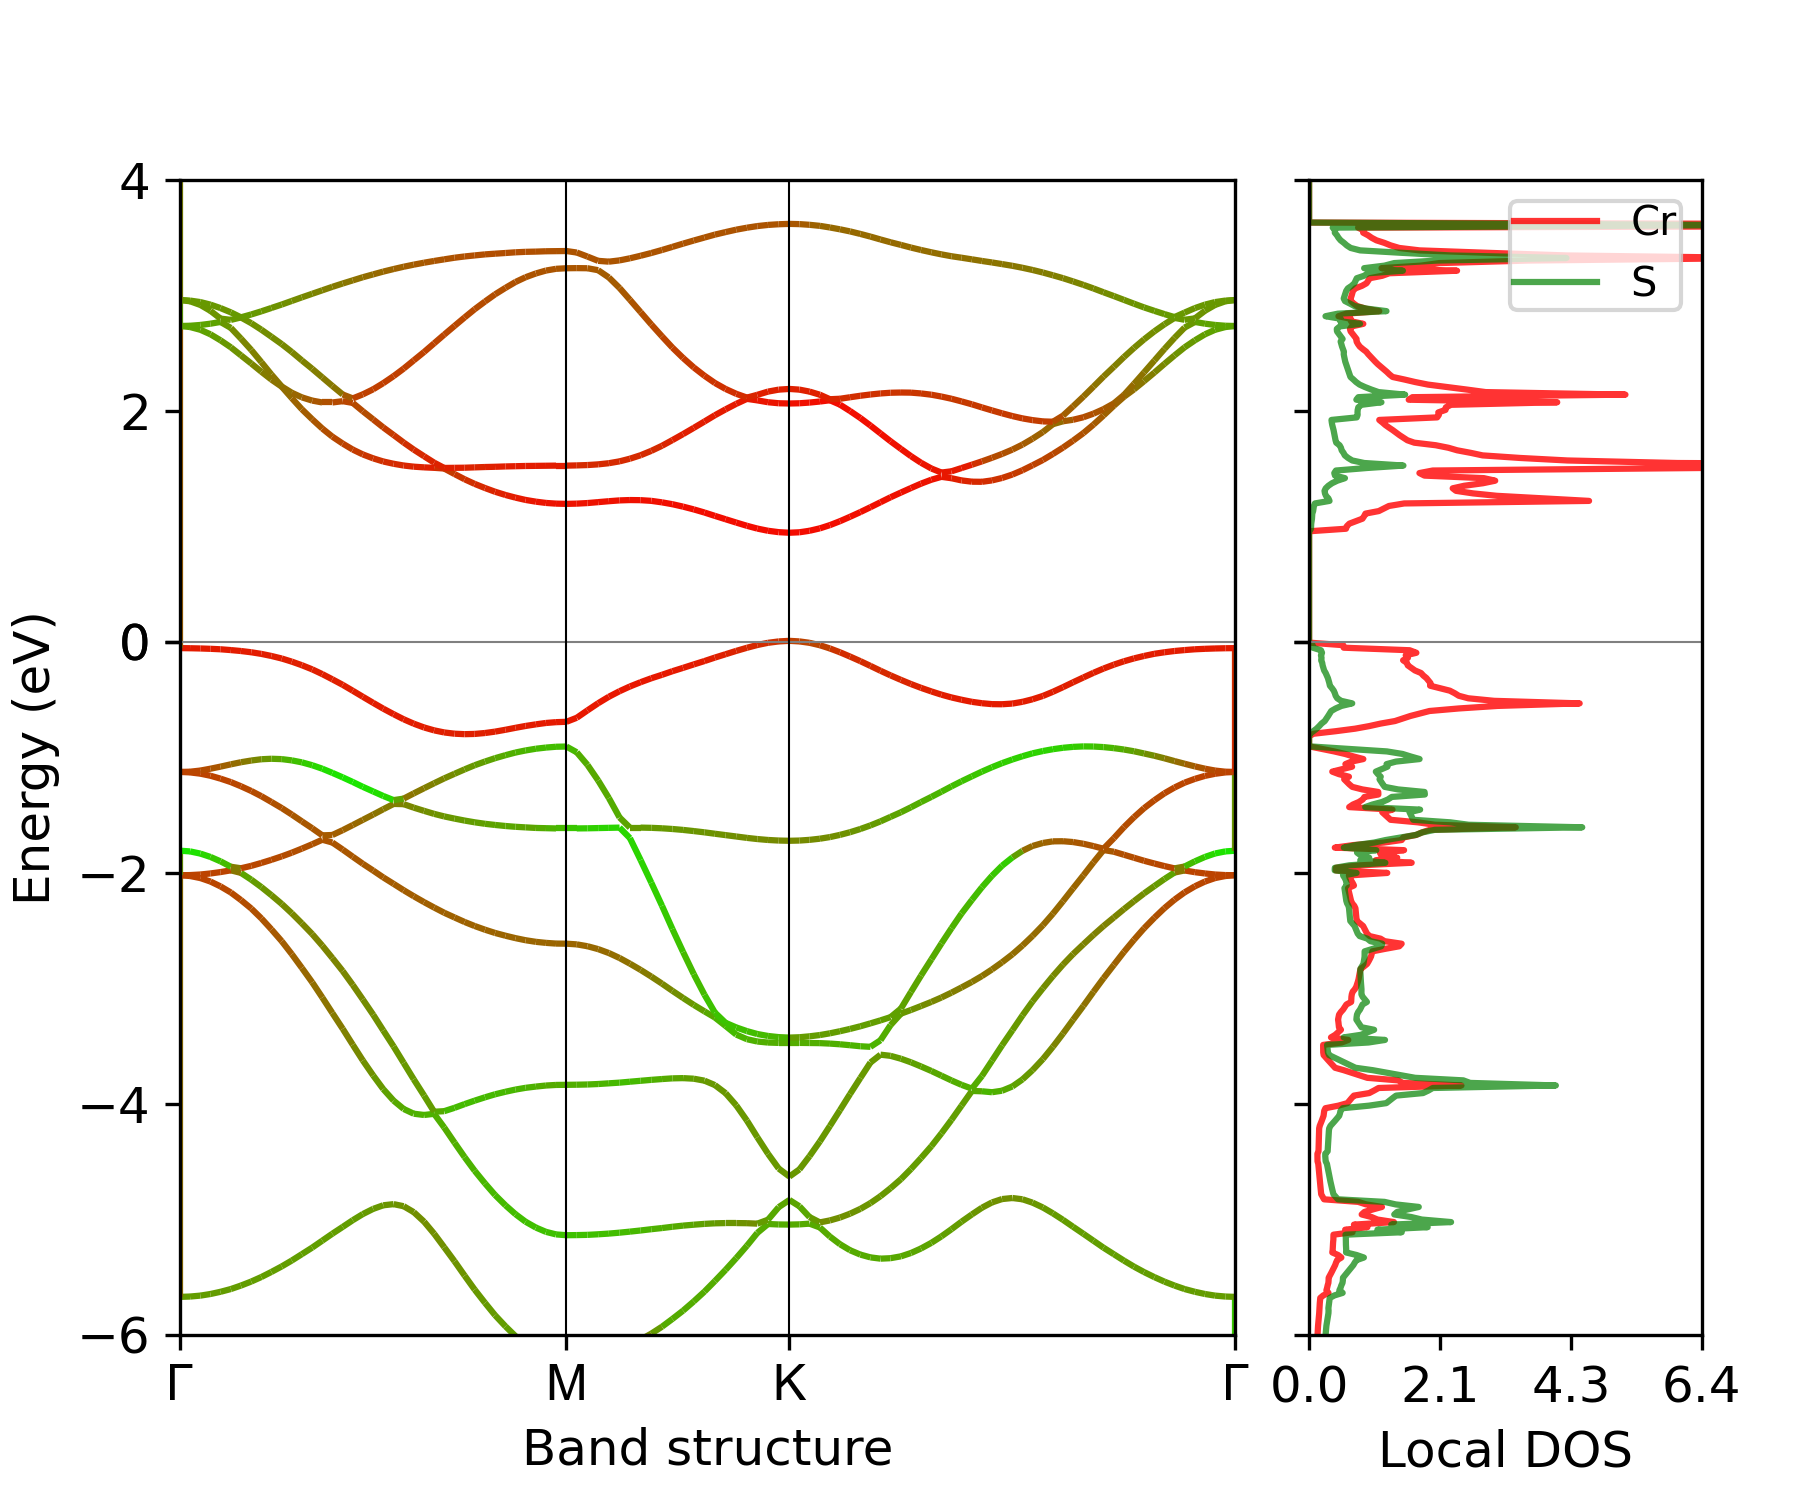 4
2
0
−2
−4
−6
Energy (eV)
Γ
M
K
Γ
Band structure
Cr
S
0.0
2.1
4.3
6.4
Local DOS